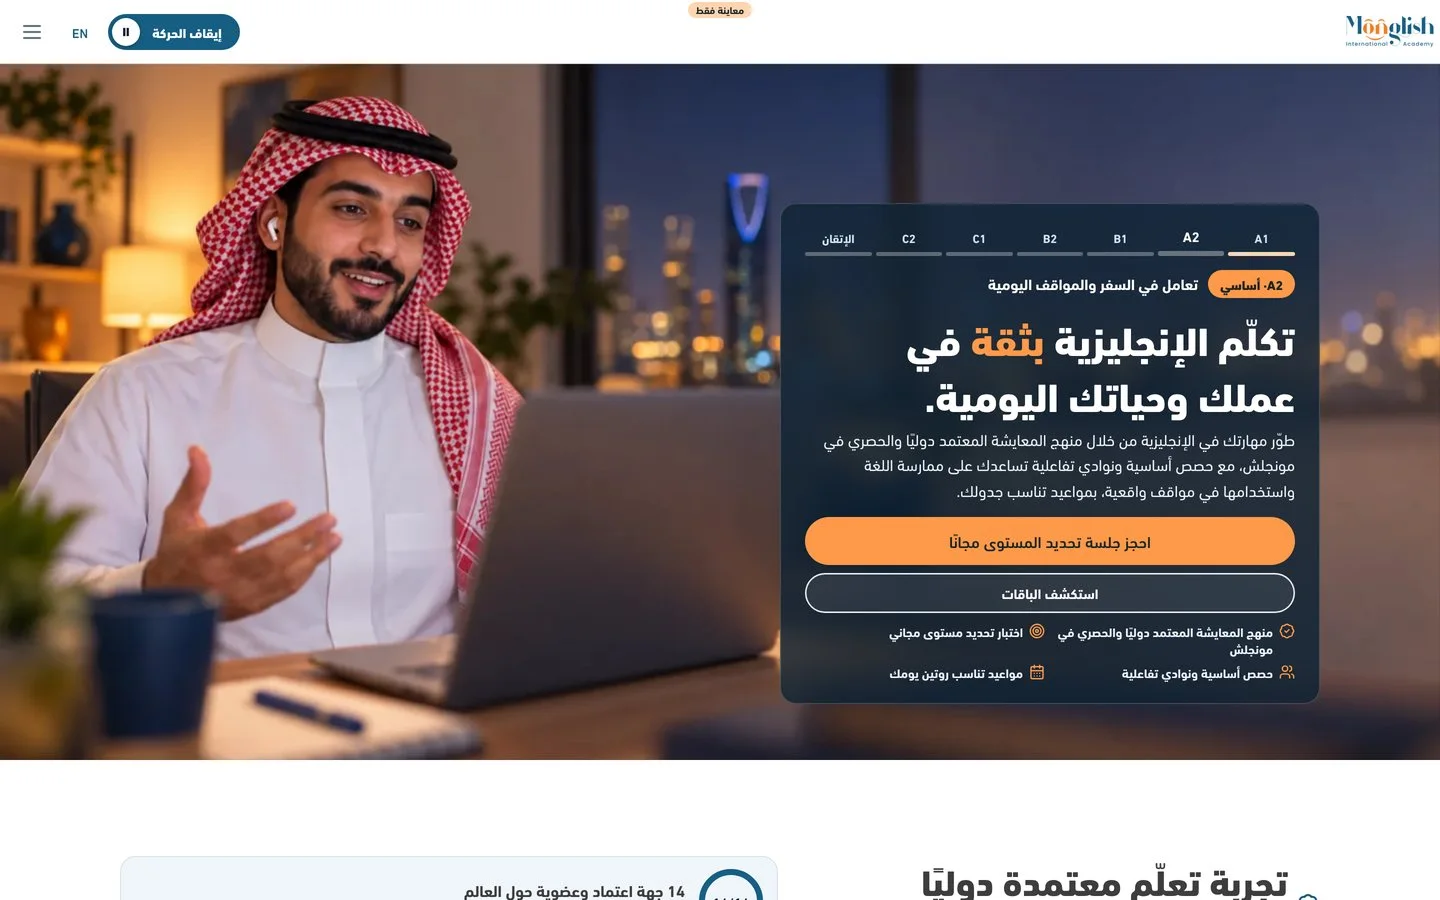 معاينة فقط
Monglish
International Academy
إيقاف الحركة
EN
A1
A2
B1
B2
C1
C2
الإتقان
A2· أساسي
تعامل في السفر والمواقف اليومية
تكلّم الإنجليزية بثقة في
عملك وحياتك اليومية.
طوّر مهارتك في الإنجليزية من خلال منهج المعايشة المعتمد دوليًا والحصري في
مونجلش، مع حصص أساسية ونوادي تفاعلية تساعدك على ممارسة اللغة
واستخدامها في مواقف واقعية، بمواعيد تناسب جدولك.
احجز جلسة تحديد المستوى مجانًا
استكشف الباقات
منهج المعايشة المعتمد دوليًا والحصري في
مونجلش
اختبار تحديد مستوى مجاني
حصص أساسية ونوادي تفاعلية
مواعيد تناسب روتين يومك
تجربة تعلّم معتمدة دوليًا
14 جهة اعتماد وعضوية حول العالم